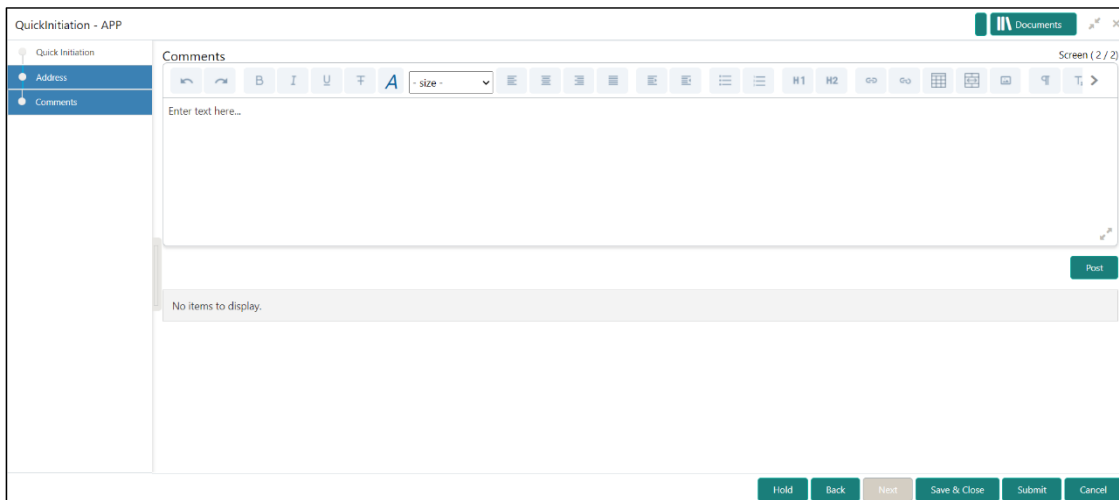 QuickInitiation - APP
Documents
Quick Initiation
Address
Comments
Comments
Screen ( 2 / 2)
B I U T A - size - H1 H2 ¶
Enter text here...
Post
No items to display.
Hold Back Next Save & Close Submit Cancel